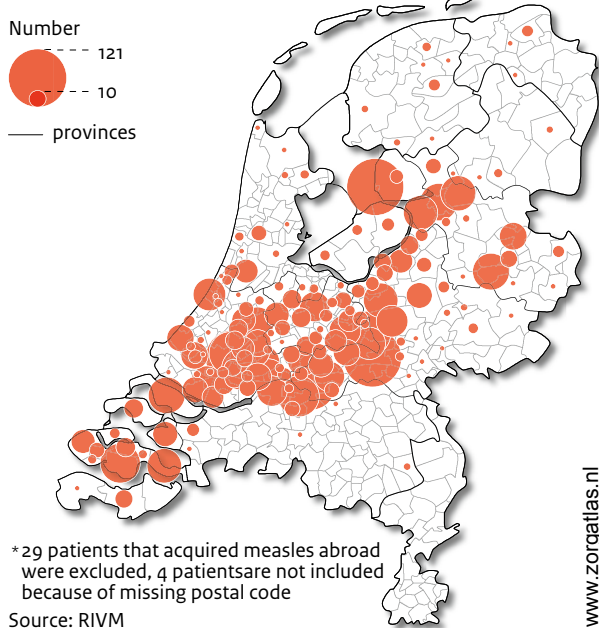 Number
121
10
provinces
*29 patients that acquired measles abroad
were excluded, 4 patientsare not included
because of missing postal code
Source: RIVM
www.zorgatlas.nl